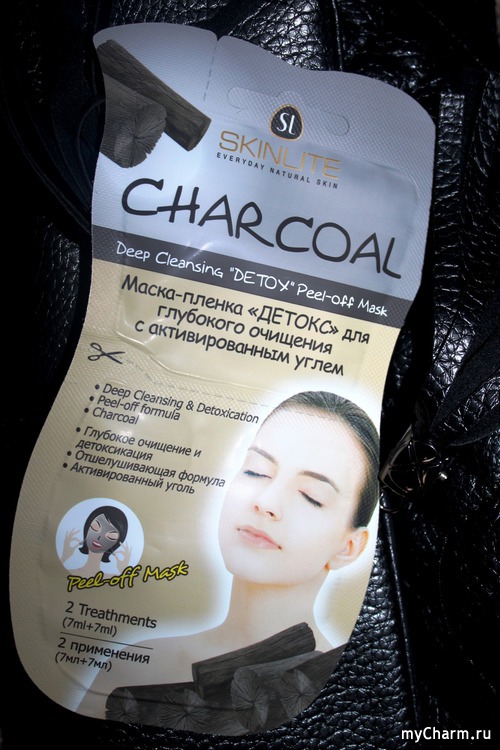 SL
SKINLITE
EVERYDAY NATURAL SKIN
CHARCOAL
Deep Cleansing "DETOX" Peel-off Mask
Маска-пленка «ДЕТОКС» для
глубокого очищения
с активированным углем
• Deep Cleansing & Detoxication
• Peel-off formula
• Charcoal
• Глубокое очищение и
детоксикация
• Отшелушивающая формула
• Активированный уголь
Peel-off Mask
2 Treathments
(7ml+7ml)
2 применения
(7мл+7мл)
myCharm.ru